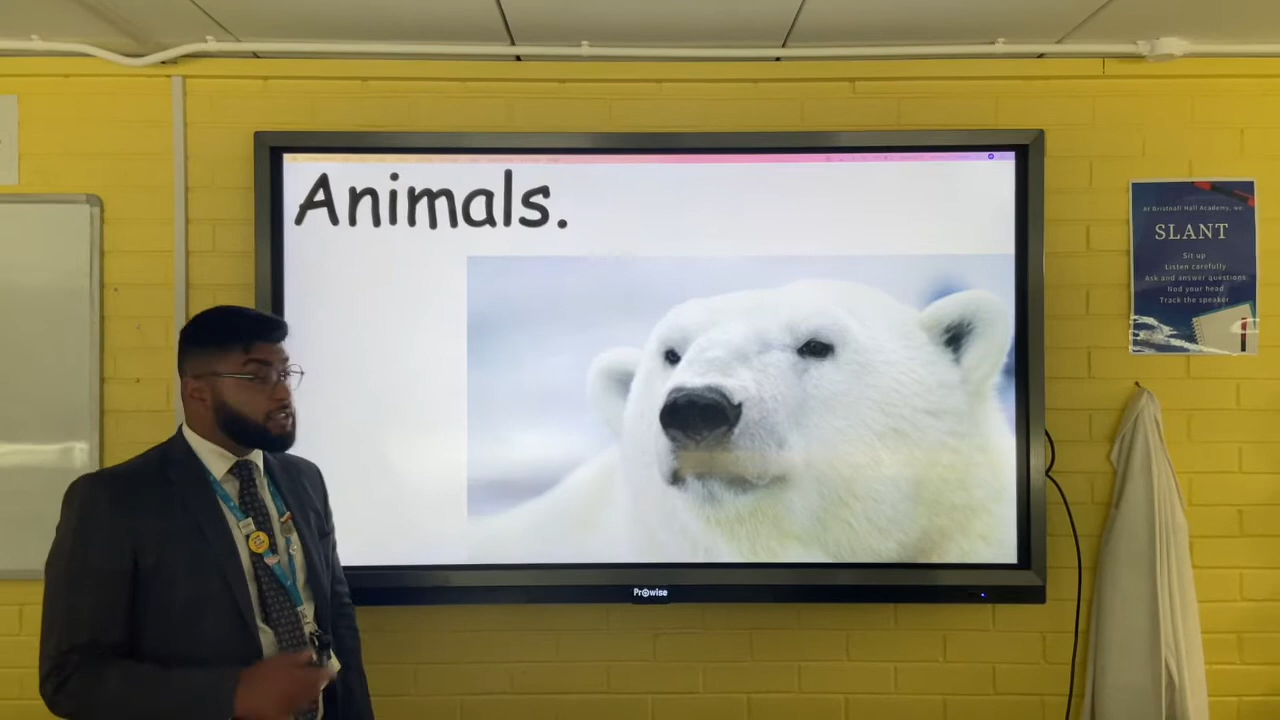 Animals.
At Bristnall Hall Academy, we:
SLANT
Sit up
Listen carefully
Ask and answer questions
Nod your head
Track the speaker
Prowise